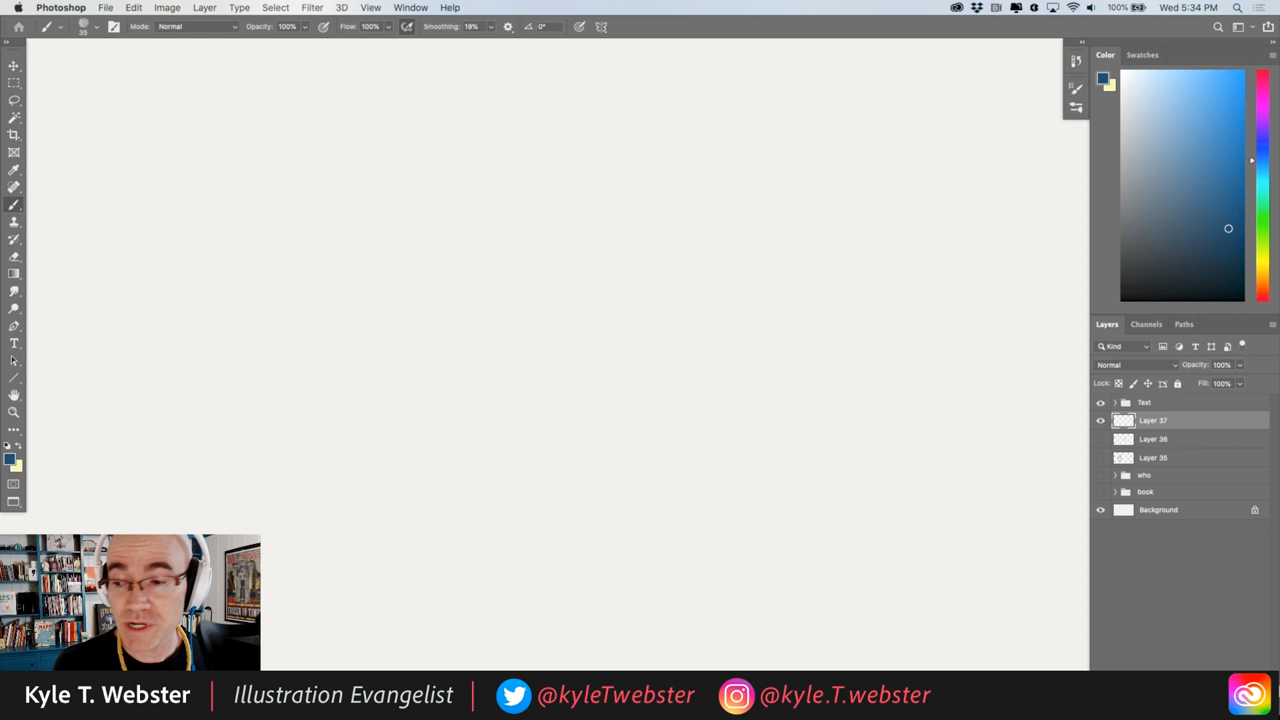 Photoshop File Edit Image Layer Type Select Filter 3D View Window Help 100% Wed 5:34 PM
35 Mode: Normal Opacity: 100% Flow: 100% Smoothing: 19% 0°
Color Swatches
Layers Channels Paths
Kind
Normal Opacity: 100%
Lock: Fill: 100%
Text
Layer 37
Layer 36
Layer 35
who
book
Background
Kyle T. Webster | Illustration Evangelist | @kyleTwebster @kyle.T.webster